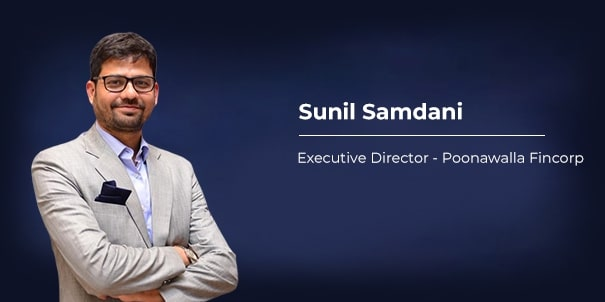 Sunil Samdani
Executive Director - Poonawalla Fincorp